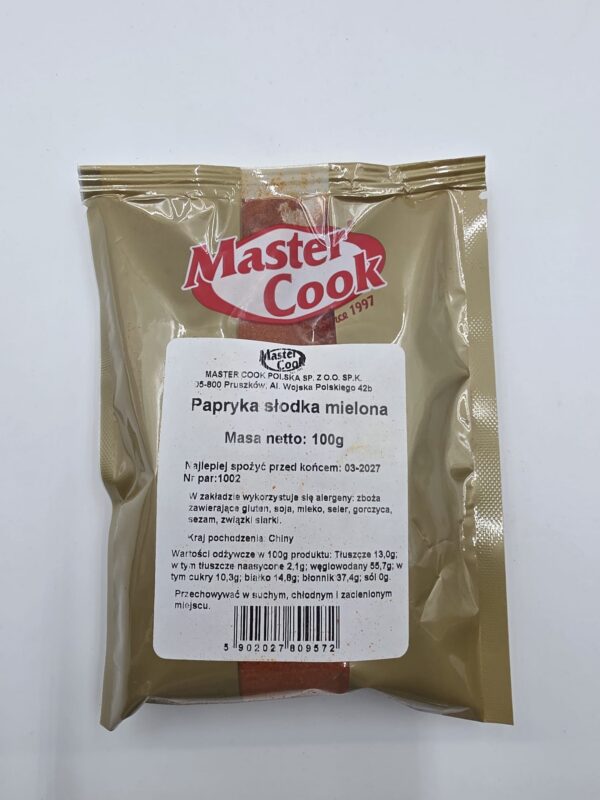 Master
Cook
since 1997
Master
Cook
MASTER COOK POLSKA SP. Z O.O. SP.K.
05-800 Pruszków, Al. Wojska Polskiego 42b
Papryka słodka mielona
Masa netto: 100g
Najlepiej spożyć przed końcem: 03-2027
Nr par:1002
W zakładzie wykorzystuje się alergeny: zboża
zawierające gluten, soja, mleko, seler, gorczyca,
sezam, związki siarki.
Kraj pochodzenia: Chiny
Wartości odżywcze w 100g produktu: Tłuszcze 13,0g;
w tym tłuszcze nasycone 2,1g; węglowodany 55,7g; w
tym cukry 10,3g; białko 14,8g; błonnik 37,4g; sól 0g.
Przechowywać w suchym, chłodnym i zacienionym
miejscu.
5 902027 809572